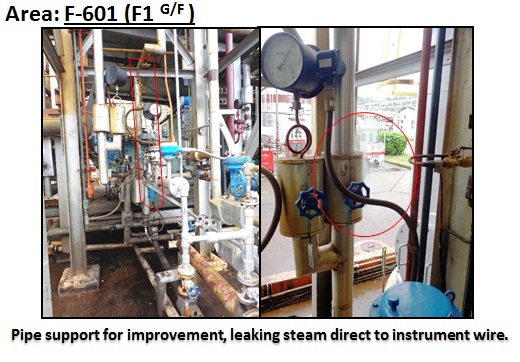 Area: F-601 (F1 G/F)
Pipe support for improvement, leaking steam direct to instrument wire.